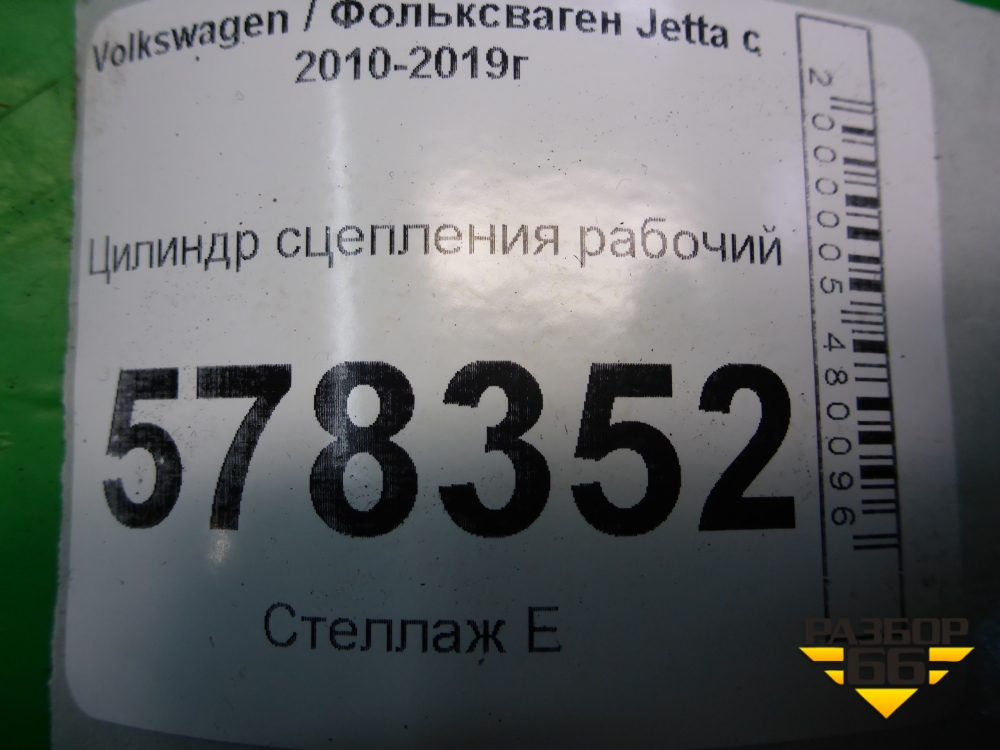 Volkswagen / Фольксваген Jetta с
2010-2019г
Цилиндр сцепления рабочий
578352
Стеллаж Е
2000005480096
РАЗБОР
66